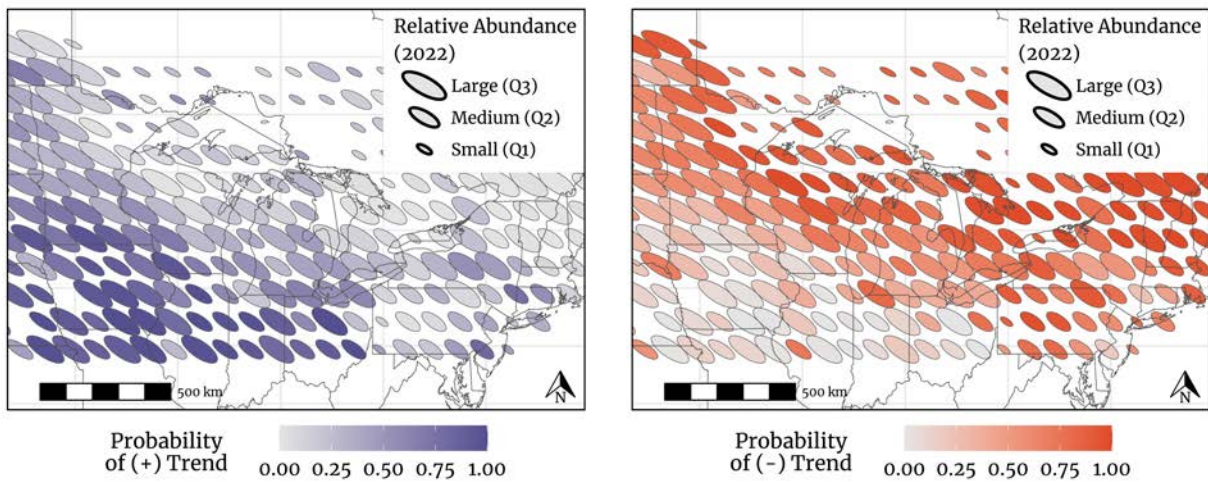 Relative Abundance
(2022)
Large (Q3)
Medium (Q2)
Small (Q1)
500 km
N
Probability
of (+) Trend
0.00 0.25 0.50 0.75 1.00
Relative Abundance
(2022)
Large (Q3)
Medium (Q2)
Small (Q1)
500 km
N
Probability
of (-) Trend
0.00 0.25 0.50 0.75 1.00